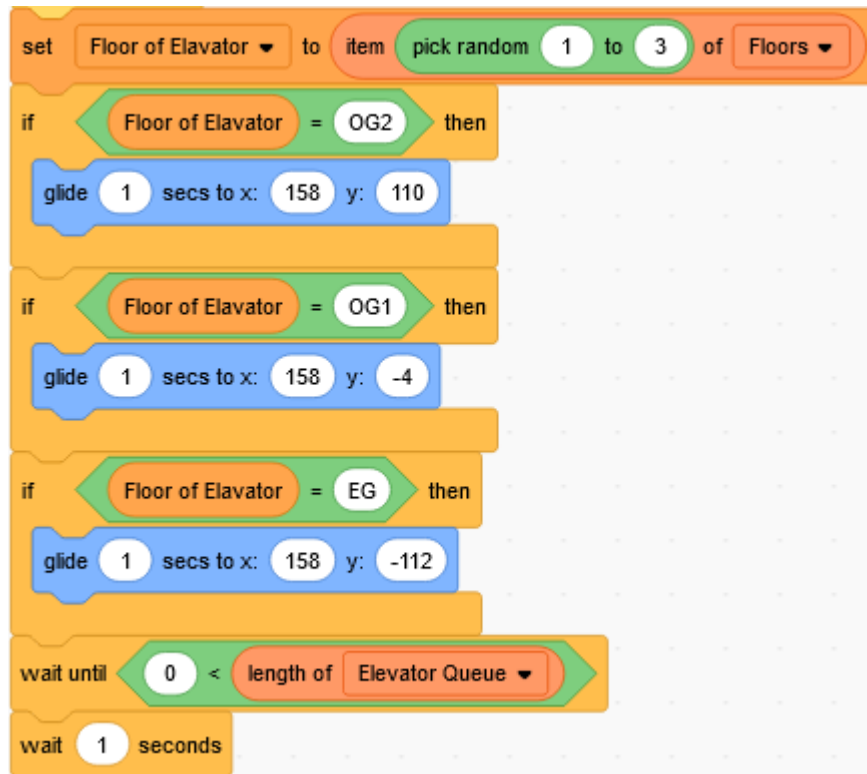 set Floor of Elavator to item pick random 1 to 3 of Floors
if Floor of Elavator = OG2 then
glide 1 secs to x: 158 y: 110
if Floor of Elavator = OG1 then
glide 1 secs to x: 158 y: -4
if Floor of Elavator = EG then
glide 1 secs to x: 158 y: -112
wait until 0 < length of Elevator Queue
wait 1 seconds